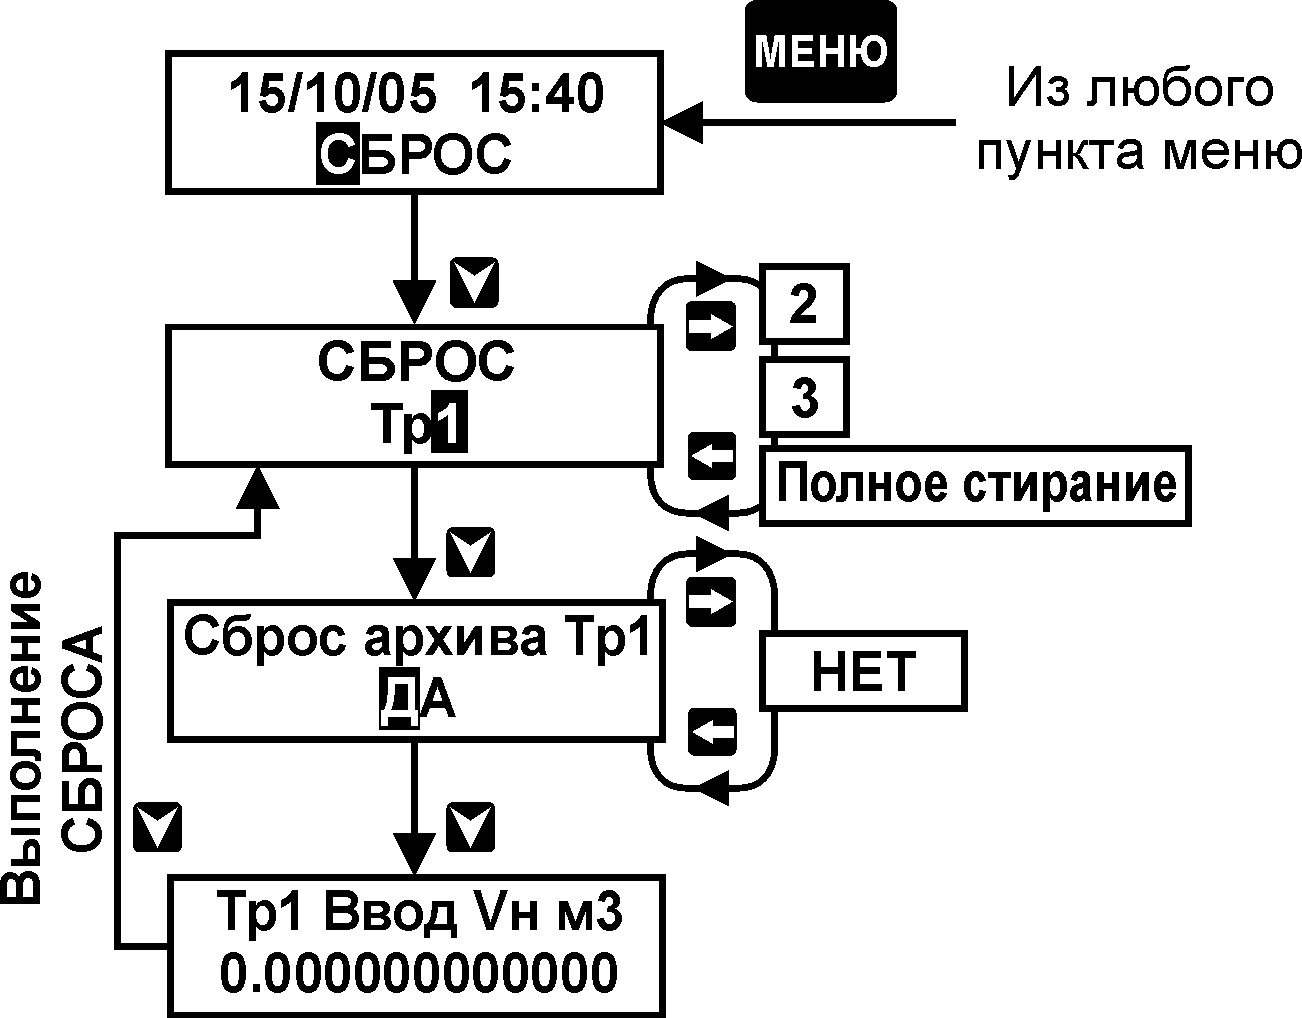 МЕНЮ
Из любого
пункта меню
15/10/05 15:40
СБРОС
СБРОС
Тр1
2
3
Полное стирание
Сброс архива Тр1
ДА
НЕТ
Выполнение
СБРОСА
Тр1 Ввод Vн м3
0.000000000000